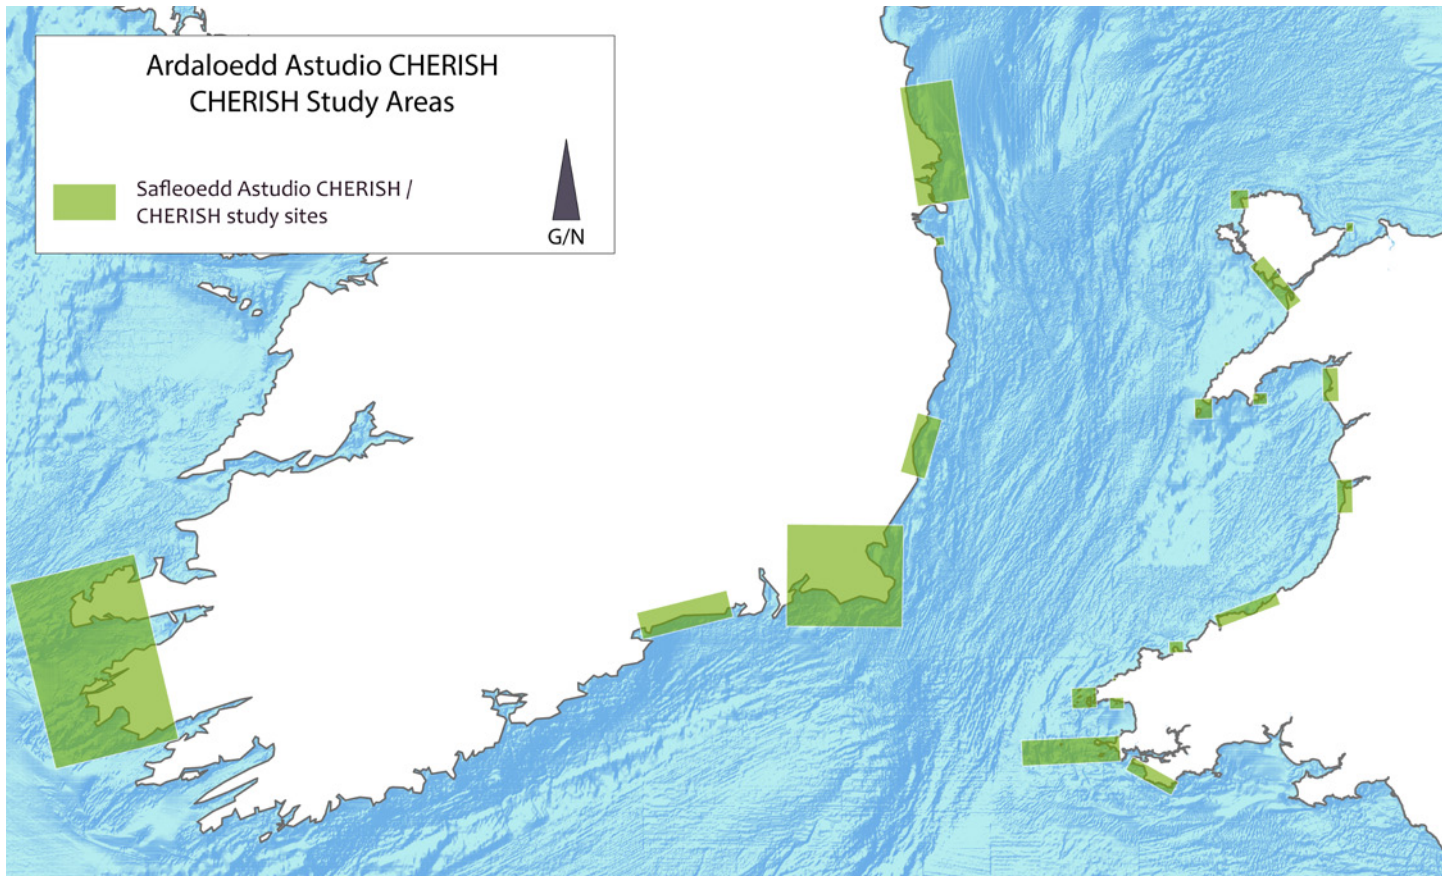 Ardaloedd Astudio CHERISH
CHERISH Study Areas
Safleoedd Astudio CHERISH /
CHERISH study sites
G/N